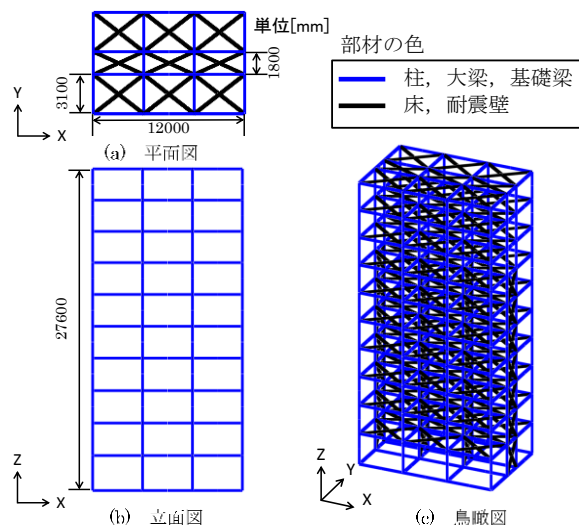 単位[mm]
1800
3100
Y
X
12000
(a) 平面図
部材の色
柱，大梁，基礎梁
床，耐震壁
27600
Z
X
(b) 立面図
Z
Y
X
(c) 鳥瞰図